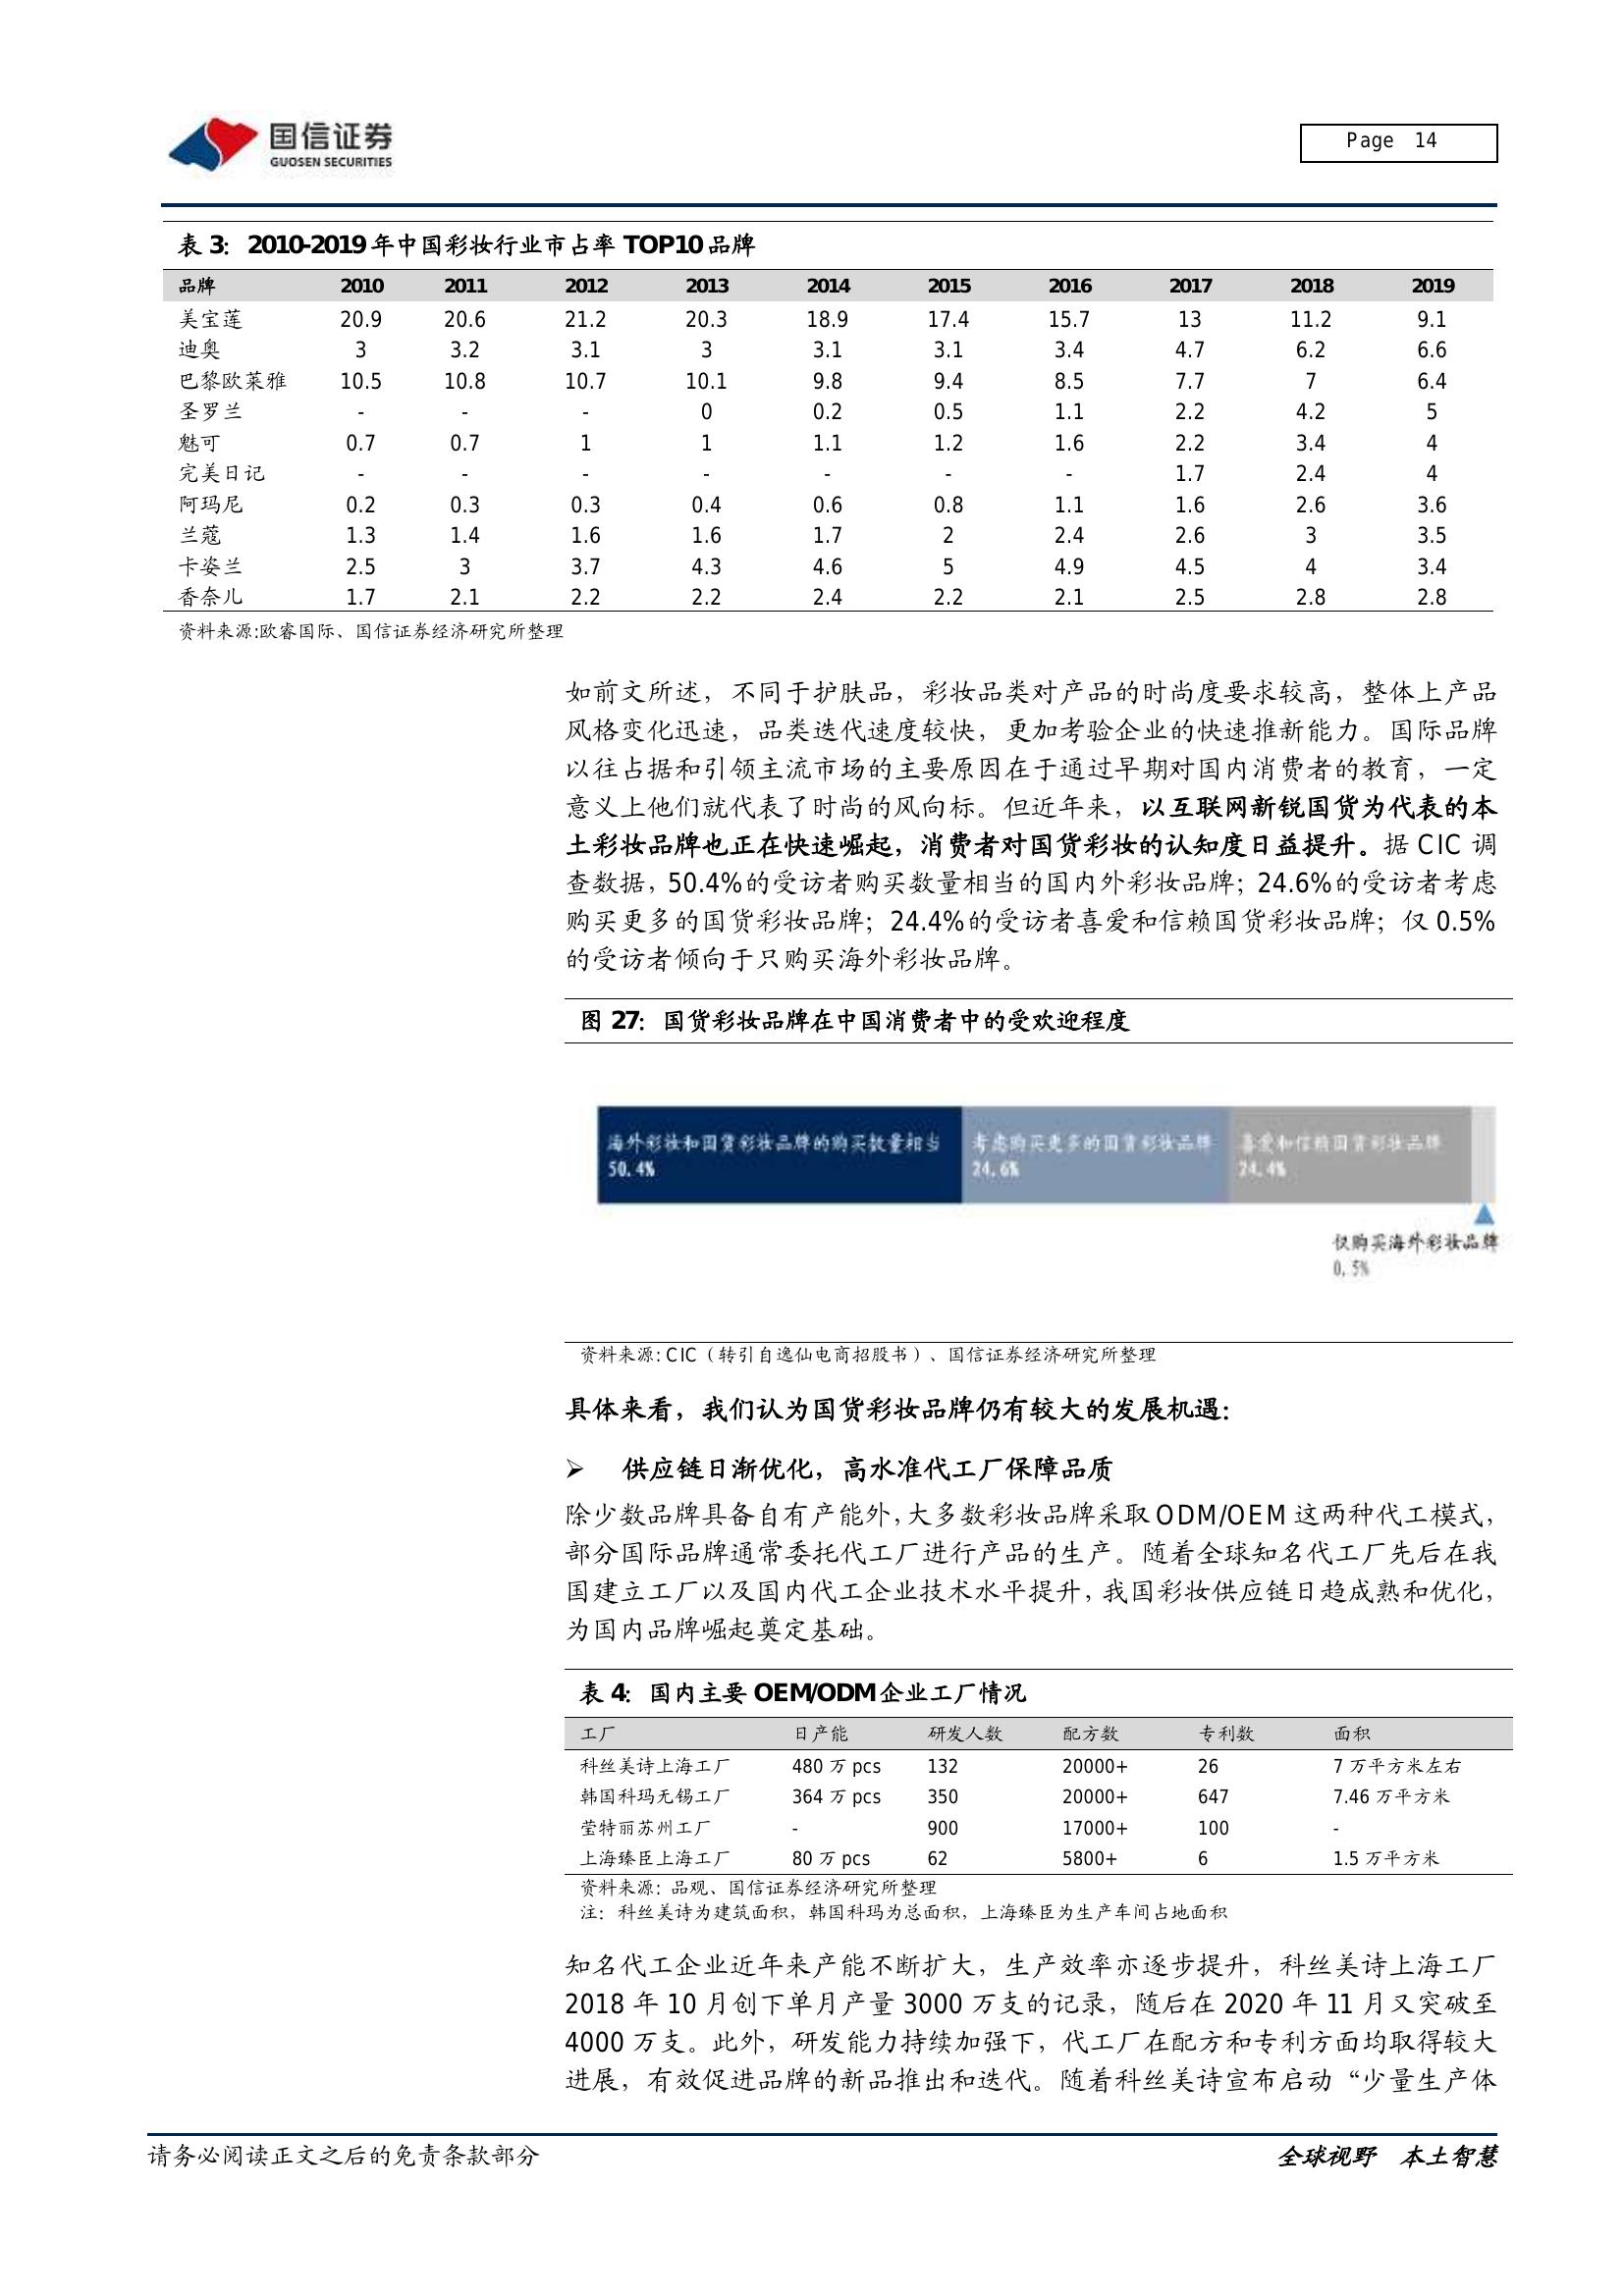 国信证券
GUOSEN SECURITIES
Page 14
表 3：2010-2019 年中国彩妆行业市占率 TOP10 品牌
品牌 2010 2011 2012 2013 2014 2015 2016 2017 2018 2019
美宝莲 20.9 20.6 21.2 20.3 18.9 17.4 15.7 13 11.2 9.1
迪奥 3 3.2 3.1 3 3.1 3.1 3.4 4.7 6.2 6.6
巴黎欧莱雅 10.5 10.8 10.7 10.1 9.8 9.4 8.5 7.7 7 6.4
圣罗兰 - - - 0 0.2 0.5 1.1 2.2 4.2 5
魅可 0.7 0.7 1 1 1.1 1.2 1.6 2.2 3.4 4
完美日记 - - - - - - - 1.7 2.4 4
阿玛尼 0.2 0.3 0.3 0.4 0.6 0.8 1.1 1.6 2.6 3.6
兰蔻 1.3 1.4 1.6 1.6 1.7 2 2.4 2.6 3 3.5
卡姿兰 2.5 3 3.7 4.3 4.6 5 4.9 4.5 4 3.4
香奈儿 1.7 2.1 2.2 2.2 2.4 2.2 2.1 2.5 2.8 2.8
资料来源:欧睿国际、国信证券经济研究所整理
如前文所述，不同于护肤品，彩妆品类对产品的时尚度要求较高，整体上产品
风格变化迅速，品类迭代速度较快，更加考验企业的快速推新能力。国际品牌
以往占据和引领主流市场的主要原因在于通过早期对国内消费者的教育，一定
意义上他们就代表了时尚的风向标。但近年来，以互联网新锐国货为代表的本
土彩妆品牌也正在快速崛起，消费者对国货彩妆的认知度日益提升。据 CIC 调
查数据，50.4%的受访者购买数量相当的国内外彩妆品牌；24.6%的受访者考虑
购买更多的国货彩妆品牌；24.4%的受访者喜爱和信赖国货彩妆品牌；仅 0.5%
的受访者倾向于只购买海外彩妆品牌。
图 27：国货彩妆品牌在中国消费者中的受欢迎程度
海外彩妆和国货彩妆品牌的购买数量相当
50.4%
考虑购买更多的国货彩妆品牌
24.6%
喜爱和信赖国货彩妆品牌
24.4%
仅购买海外彩妆品牌
0.5%
资料来源: CIC（转引自逸仙电商招股书）、国信证券经济研究所整理
具体来看，我们认为国货彩妆品牌仍有较大的发展机遇：
➢ 供应链日渐优化，高水准代工厂保障品质
除少数品牌具备自有产能外，大多数彩妆品牌采取 ODM/OEM 这两种代工模式，
部分国际品牌通常委托代工厂进行产品的生产。随着全球知名代工厂先后在我
国建立工厂以及国内代工企业技术水平提升，我国彩妆供应链日趋成熟和优化，
为国内品牌崛起奠定基础。
表 4：国内主要 OEM/ODM 企业工厂情况
工厂 日产能 研发人数 配方数 专利数 面积
科丝美诗上海工厂 480 万 pcs 132 20000+ 26 7 万平方米左右
韩国科玛无锡工厂 364 万 pcs 350 20000+ 647 7.46 万平方米
莹特丽苏州工厂 - 900 17000+ 100 -
上海臻臣上海工厂 80 万 pcs 62 5800+ 6 1.5 万平方米
资料来源：品观、国信证券经济研究所整理
注：科丝美诗为建筑面积，韩国科玛为总面积，上海臻臣为生产车间占地面积
知名代工企业近年来产能不断扩大，生产效率亦逐步提升，科丝美诗上海工厂
2018 年 10 月创下单月产量 3000 万支的记录，随后在 2020 年 11 月又突破至
4000 万支。此外，研发能力持续加强下，代工厂在配方和专利方面均取得较大
进展，有效促进品牌的新品推出和迭代。随着科丝美诗宣布启动“少量生产体
请务必阅读正文之后的免责条款部分
全球视野 本土智慧